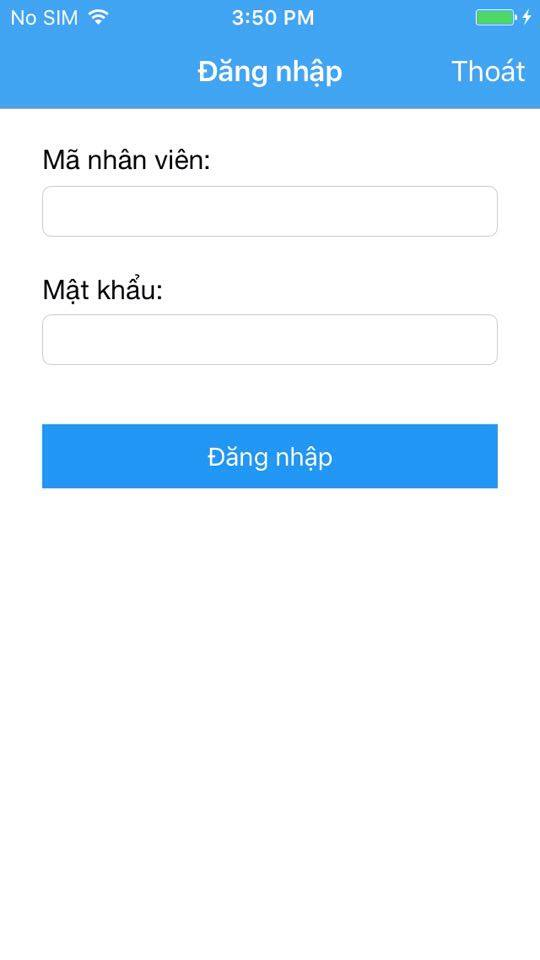 No SIM 3:50 PM
Đăng nhập Thoát
Mã nhân viên:
Mật khẩu:
Đăng nhập